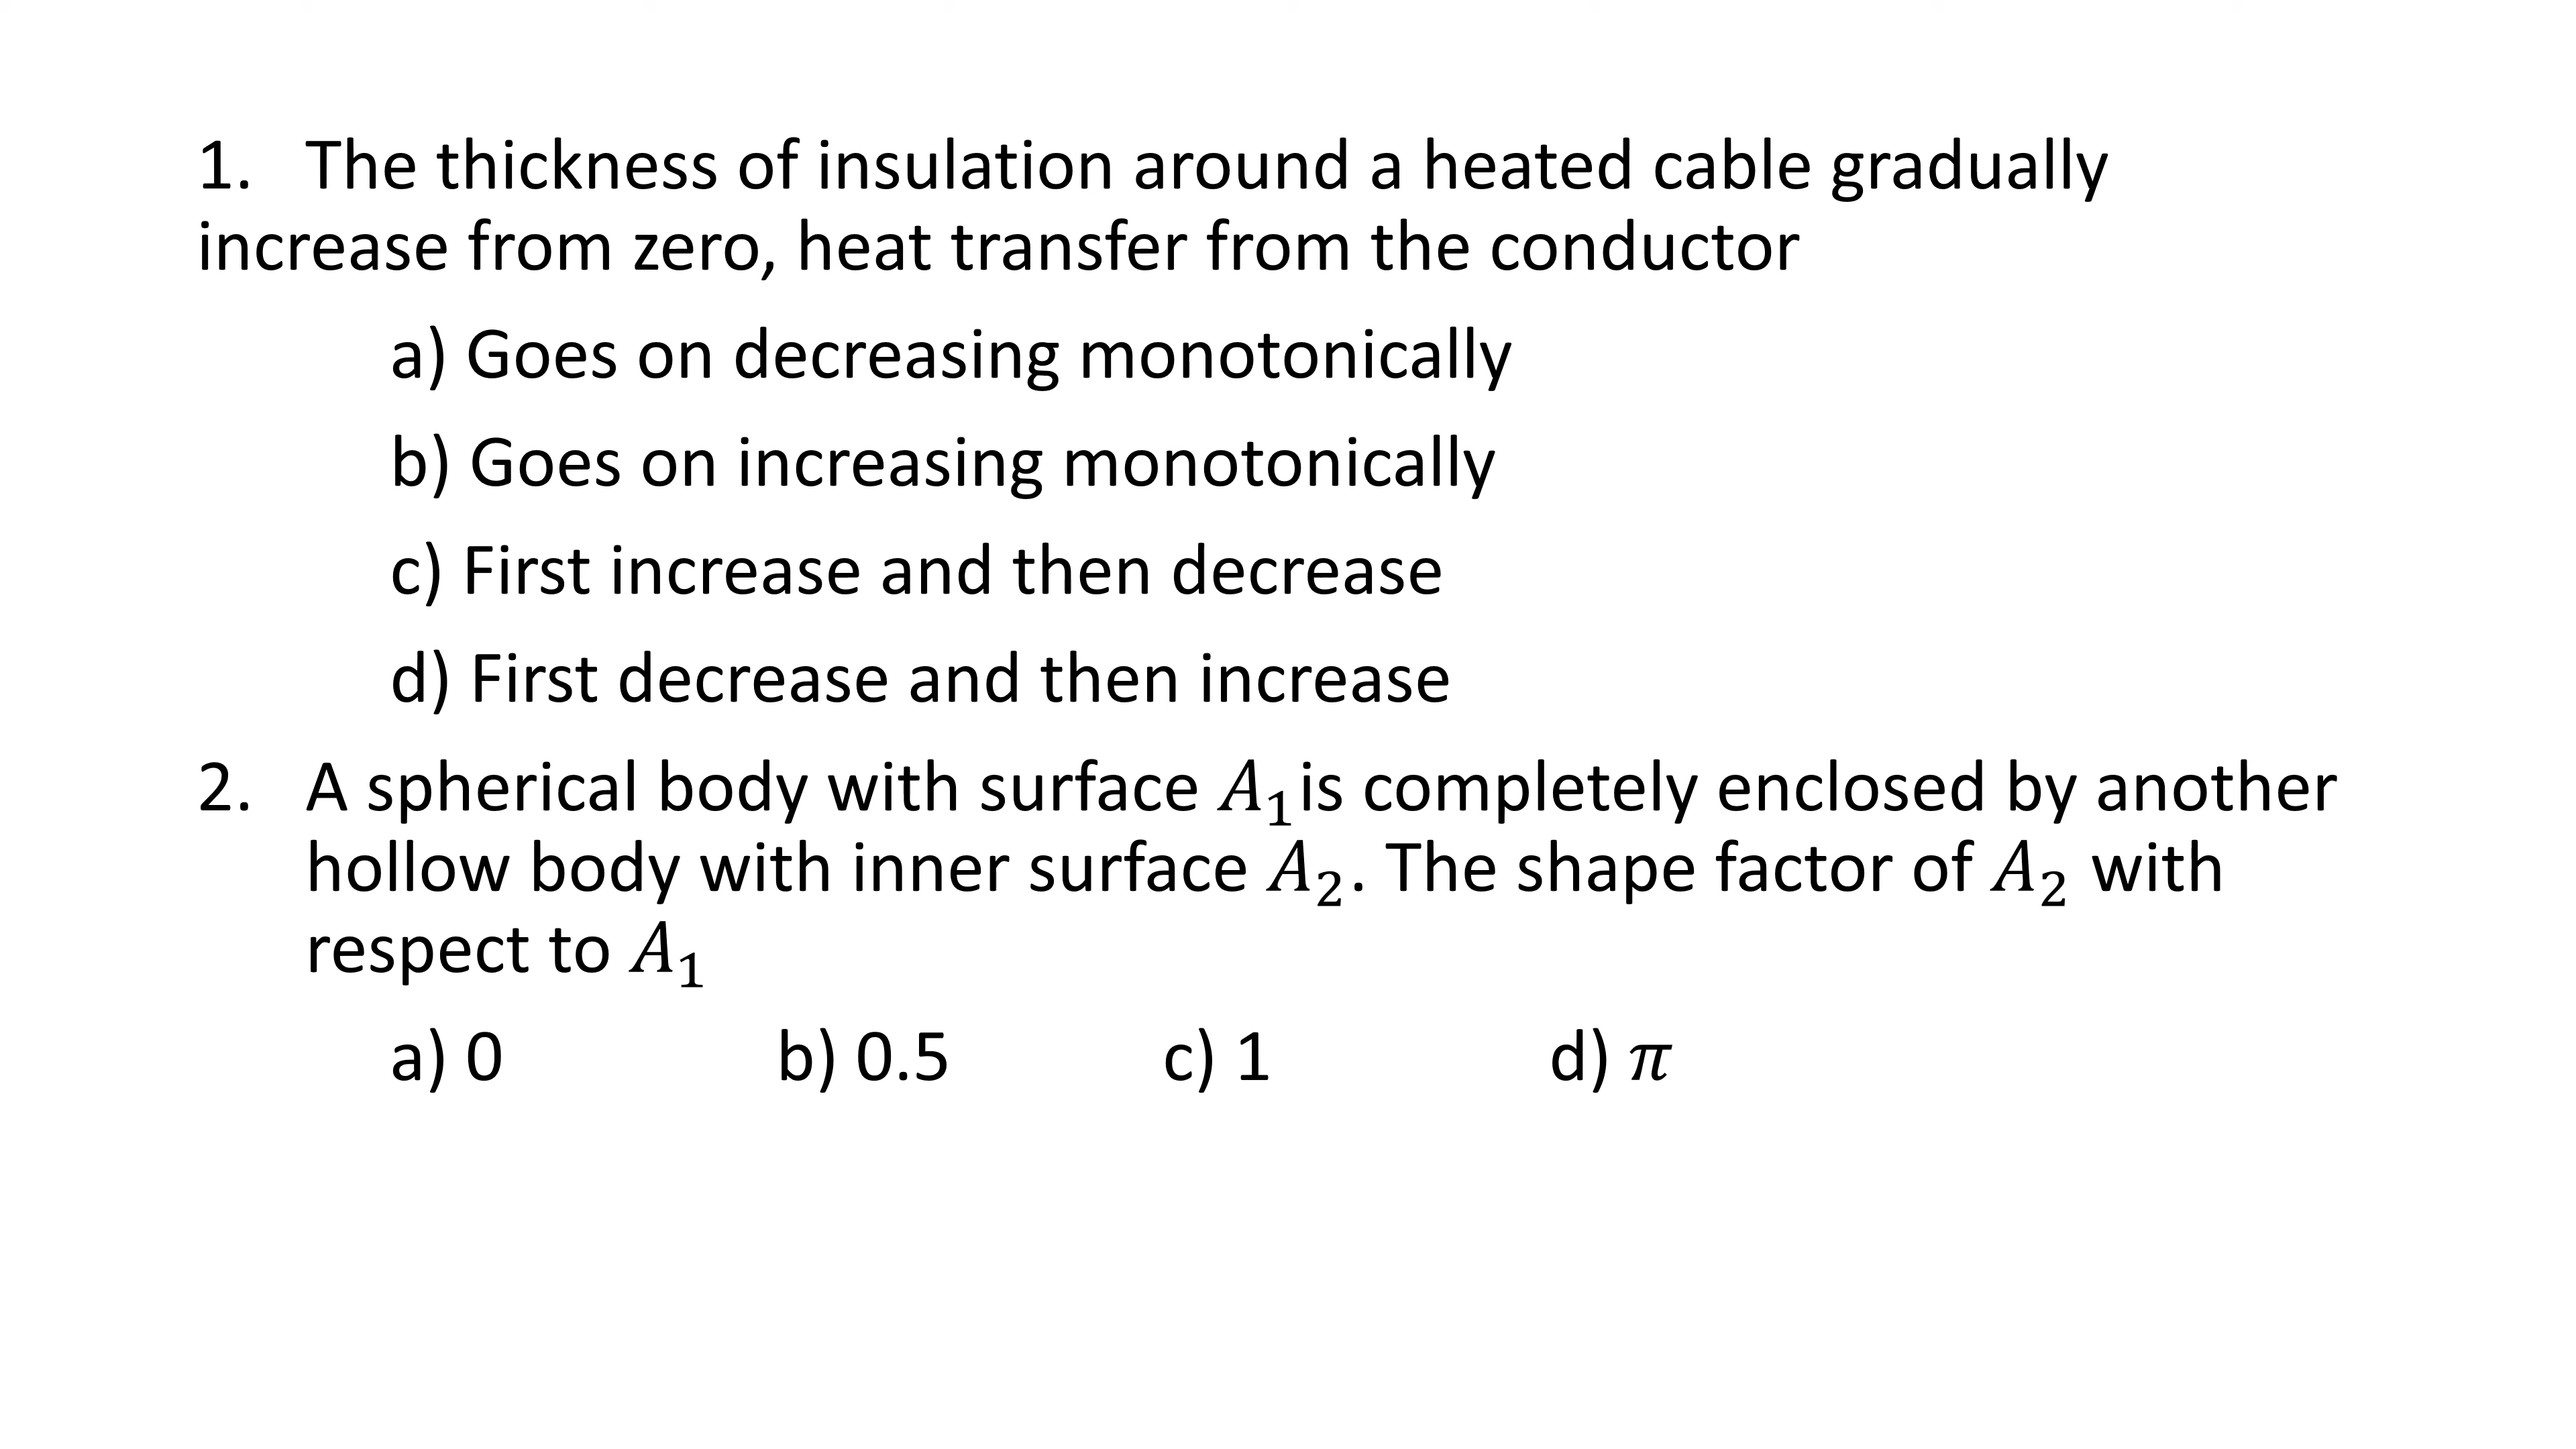 1. The thickness of insulation around a heated cable gradually
increase from zero, heat transfer from the conductor
a) Goes on decreasing monotonically
b) Goes on increasing monotonically
c) First increase and then decrease
d) First decrease and then increase
2. A spherical body with surface A₁ is completely enclosed by another
hollow body with inner surface A₂. The shape factor of A₂ with
respect to A₁
a) 0 b) 0.5 c) 1 d) π